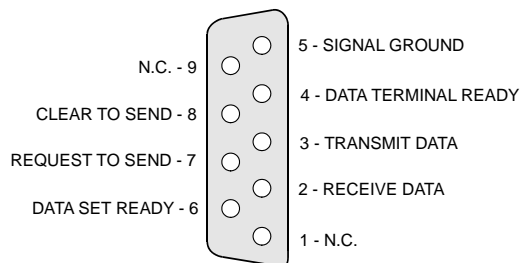 5 - SIGNAL GROUND
N.C. - 9
4 - DATA TERMINAL READY
CLEAR TO SEND - 8
3 - TRANSMIT DATA
REQUEST TO SEND - 7
2 - RECEIVE DATA
DATA SET READY - 6
1 - N.C.